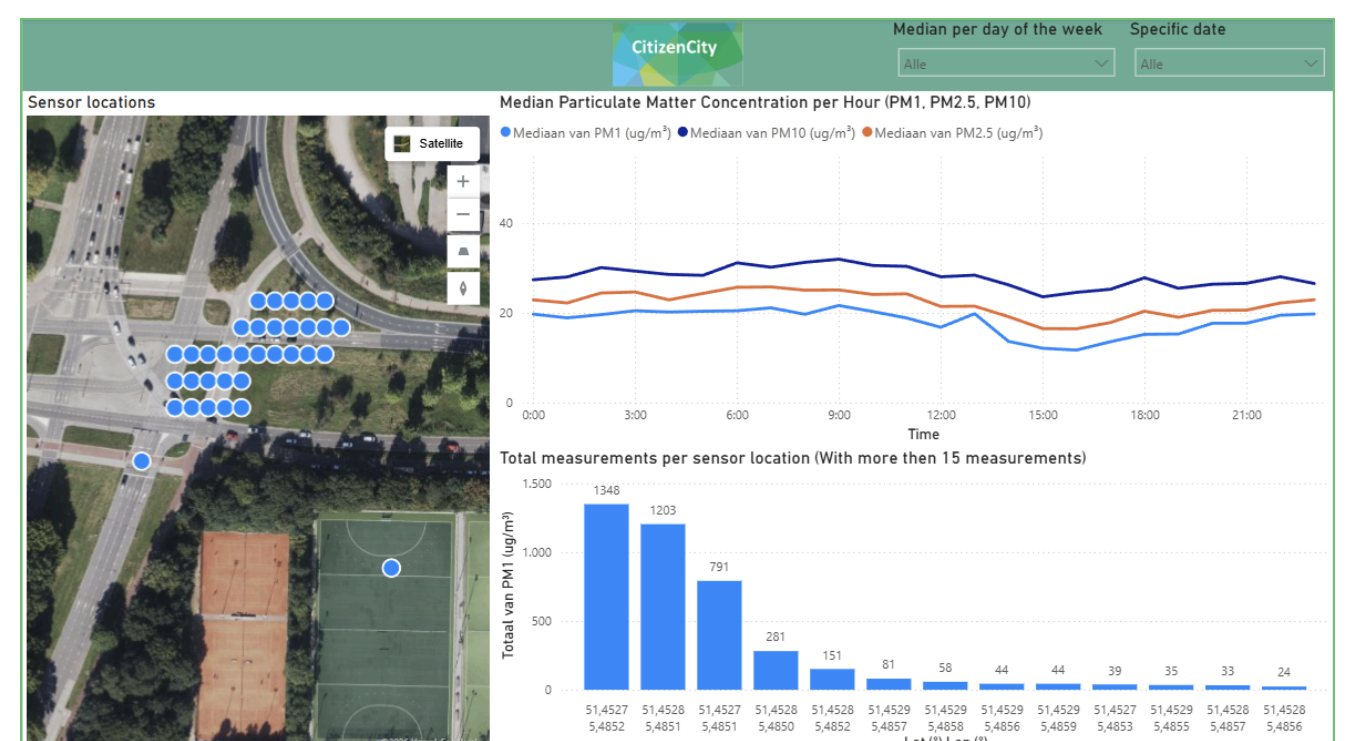 CitizenCity
Median per day of the week
Specific date
Alle
Alle
Sensor locations
Satellite
Median Particulate Matter Concentration per Hour (PM1, PM2.5, PM10)
Mediaan van PM1 (ug/m³) Mediaan van PM10 (ug/m³) Mediaan van PM2.5 (ug/m³)
40
20
0
0:00 3:00 6:00 9:00 12:00 15:00 18:00 21:00
Time
Total measurements per sensor location (With more then 15 measurements)
Totaal van PM1 (ug/m³)
1.500
1.000
500
0
1348 1203 791 281 151 81 58 44 44 39 35 33 24
51,4527 51,4528 51,4527 51,4528 51,4528 51,4529 51,4529 51,4529 51,4529 51,4527 51,4529 51,4528 51,4528
5,4852 5,4851 5,4851 5,4850 5,4852 5,4857 5,4858 5,4856 5,4859 5,4853 5,4855 5,4857 5,4856